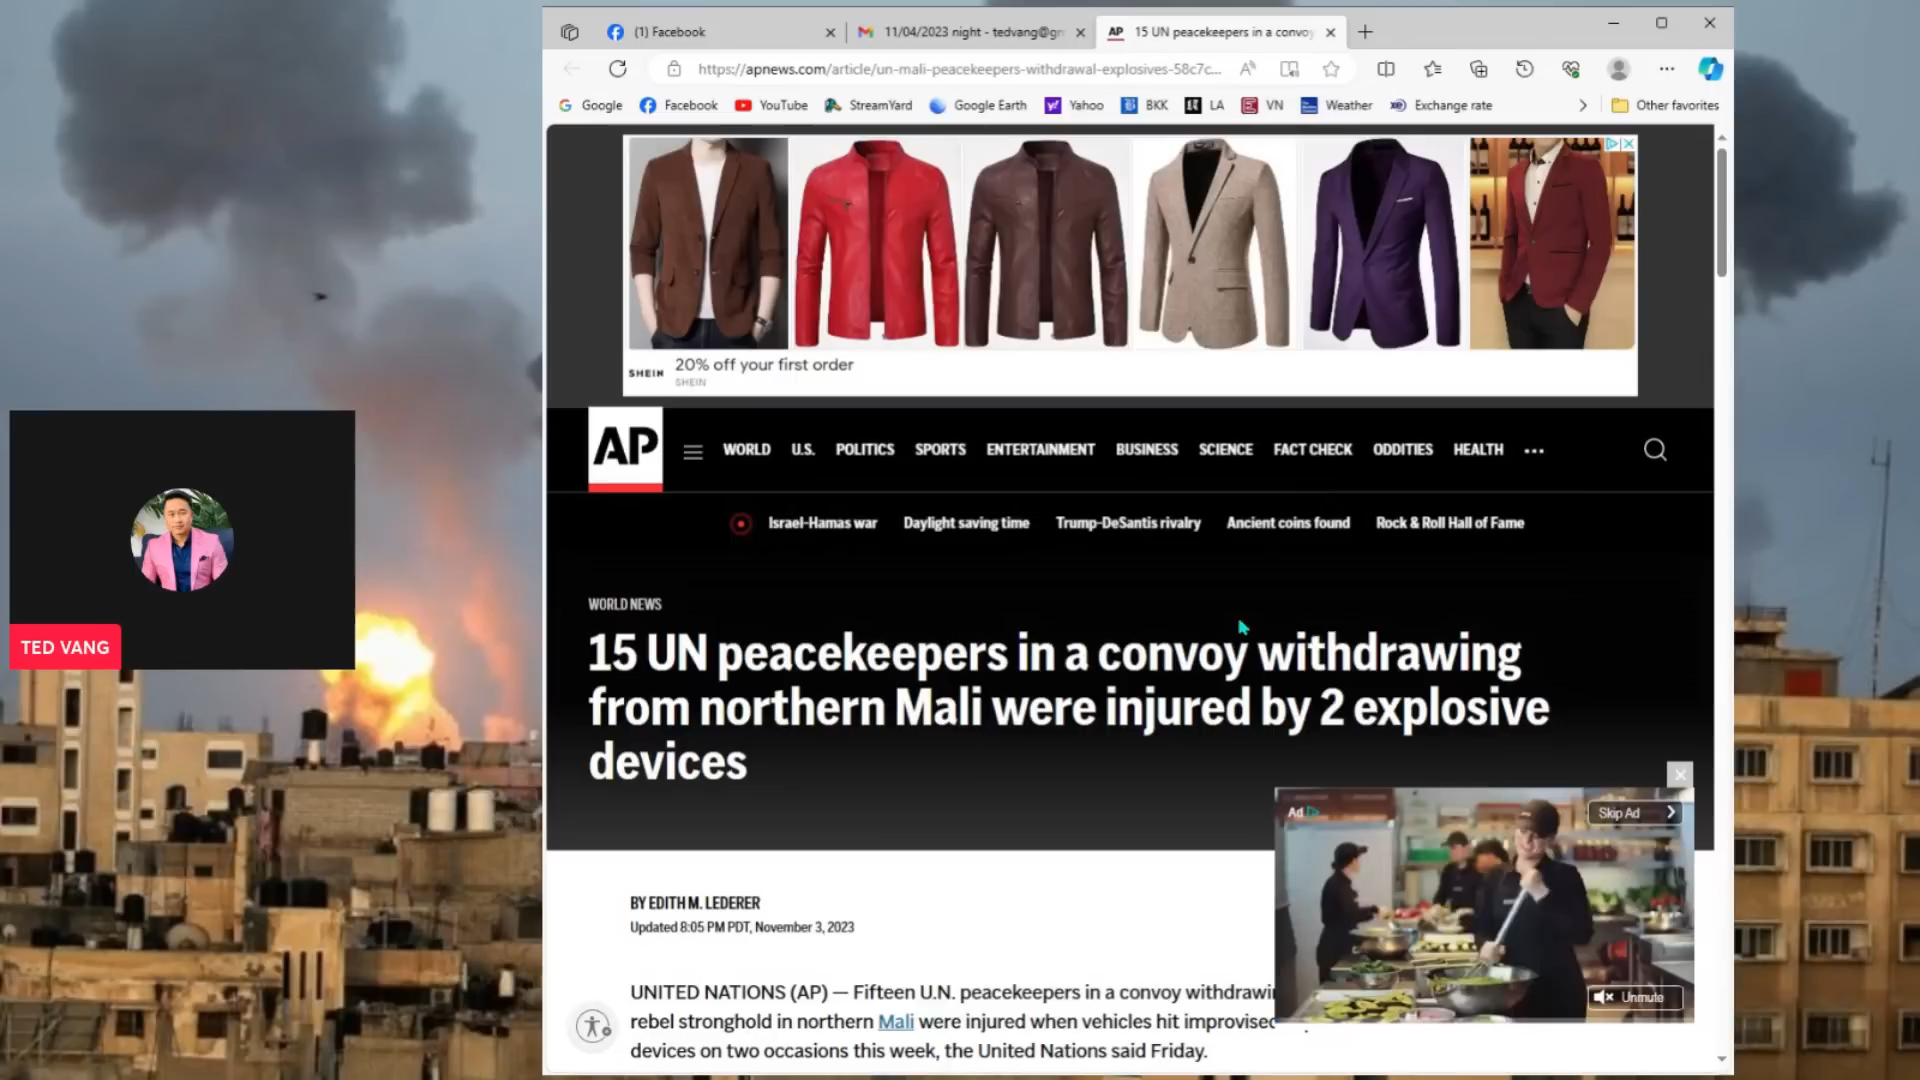 (1) Facebook
11/04/2023 night - tedvang@gm
AP 15 UN peacekeepers in a convoy
https://apnews.com/article/un-mali-peacekeepers-withdrawal-explosives-58c7c...
Google Facebook YouTube StreamYard Google Earth Yahoo BKK LA VN Weather Exchange rate Other favorites
20% off your first order
SHEIN
SHEIN
AP WORLD U.S. POLITICS SPORTS ENTERTAINMENT BUSINESS SCIENCE FACT CHECK ODDITIES HEALTH
Israel-Hamas war Daylight saving time Trump-DeSantis rivalry Ancient coins found Rock & Roll Hall of Fame
TED VANG
WORLD NEWS
15 UN peacekeepers in a convoy withdrawing
from northern Mali were injured by 2 explosive
devices
Ad
Skip Ad
Unmute
BY EDITH M. LEDERER
Updated 8:05 PM PDT, November 3, 2023
UNITED NATIONS (AP) — Fifteen U.N. peacekeepers in a convoy
rebel stronghold in northern Mali were injured when vehicles hit
devices on two occasions this week, the United Nations said Friday.